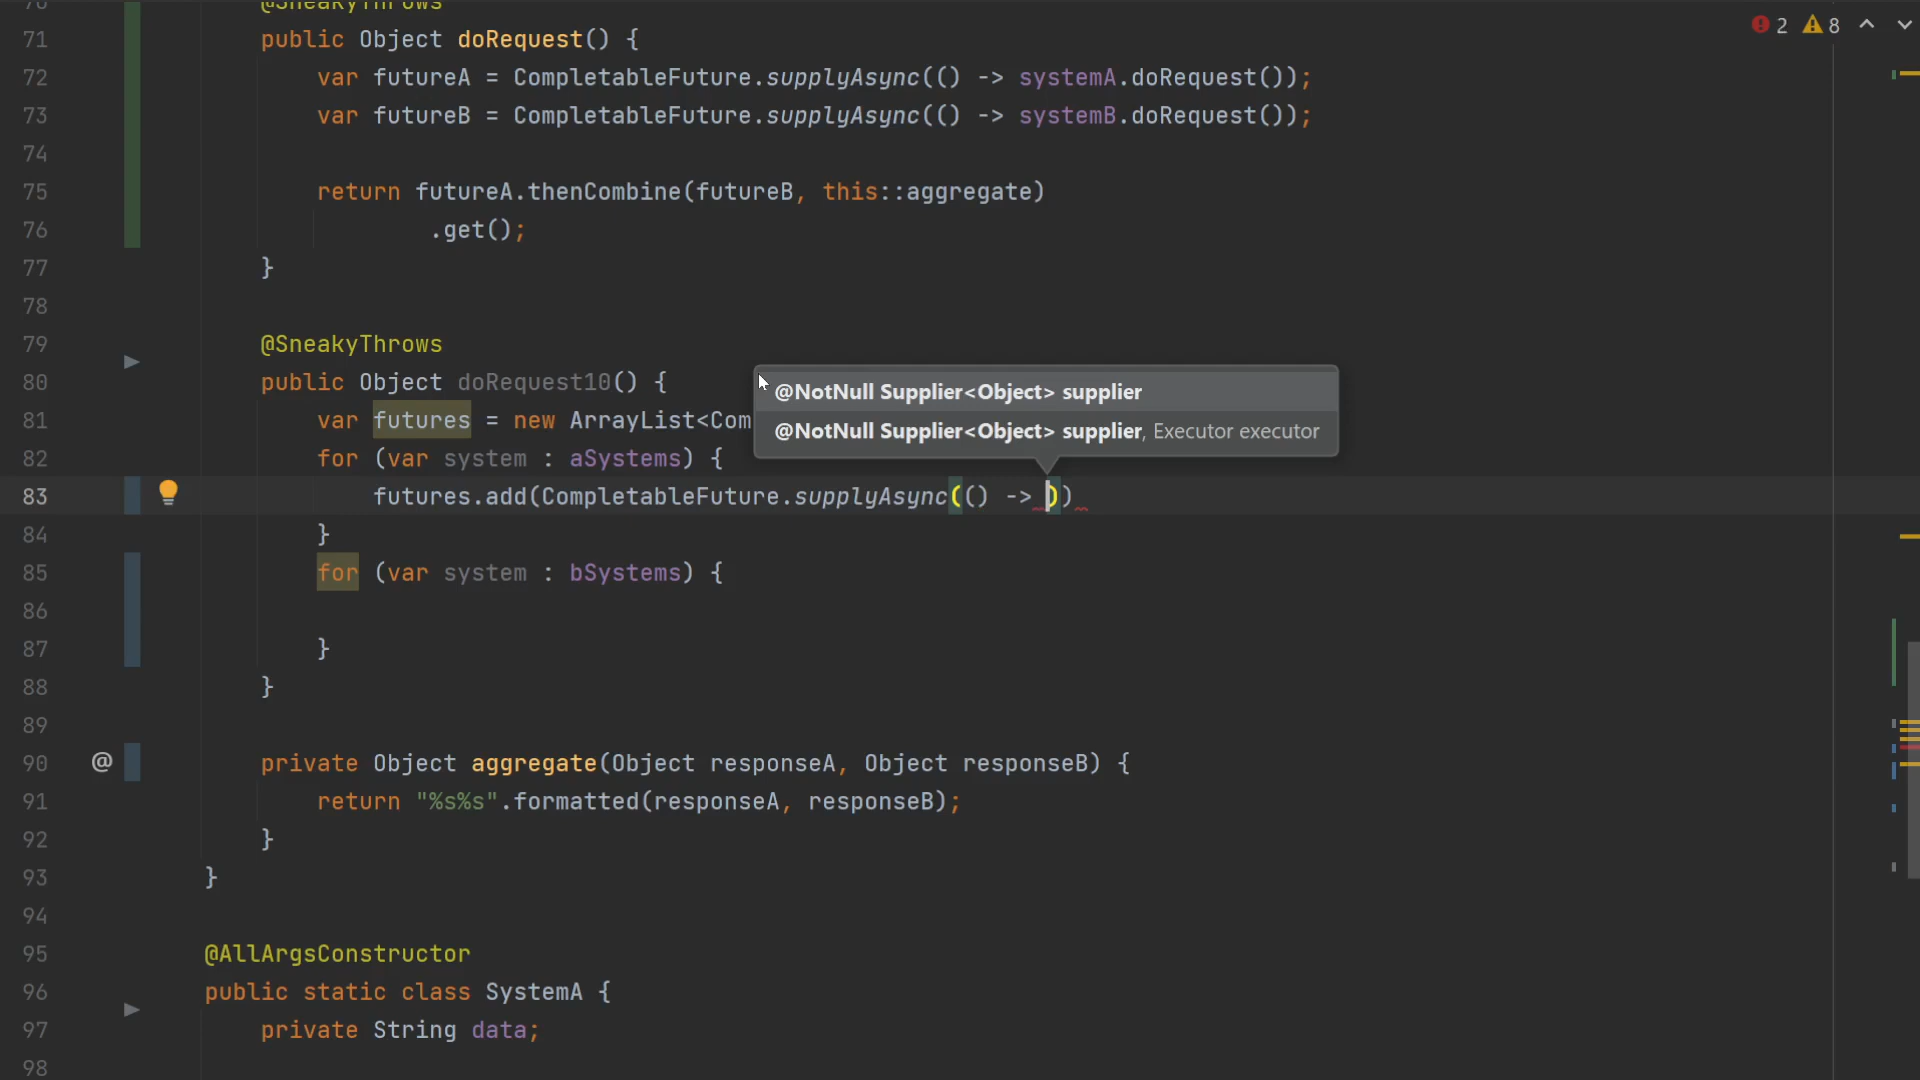 @SneakyThrows
71 public Object doRequest() {
72 var futureA = CompletableFuture.supplyAsync(() -> systemA.doRequest());
73 var futureB = CompletableFuture.supplyAsync(() -> systemB.doRequest());
74
75 return futureA.thenCombine(futureB, this::aggregate)
76 .get();
77 }
78
79 @SneakyThrows
80 public Object doRequest10() {
81 var futures = new ArrayList<Com
82 for (var system : aSystems) {
83 futures.add(CompletableFuture.supplyAsync(() -> ))
84 }
85 for (var system : bSystems) {
86
87 }
88 }
89
90 @ private Object aggregate(Object responseA, Object responseB) {
91 return "%s%s".formatted(responseA, responseB);
92 }
93 }
94
95 @AllArgsConstructor
96 public static class SystemA {
97 private String data;
98
@NotNull Supplier<Object> supplier
@NotNull Supplier<Object> supplier, Executor executor
2 8